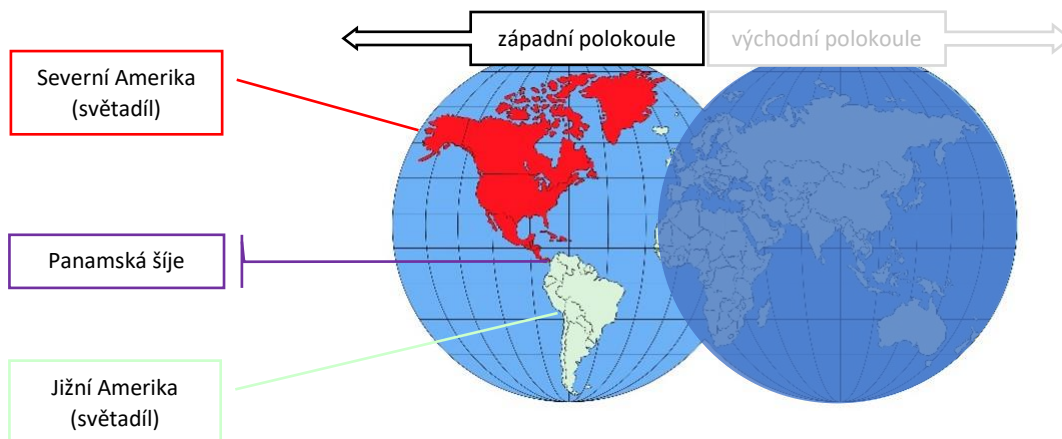 západní polokoule
východní polokoule
Severní Amerika
(světadíl)
Panamská šíje
Jižní Amerika
(světadíl)